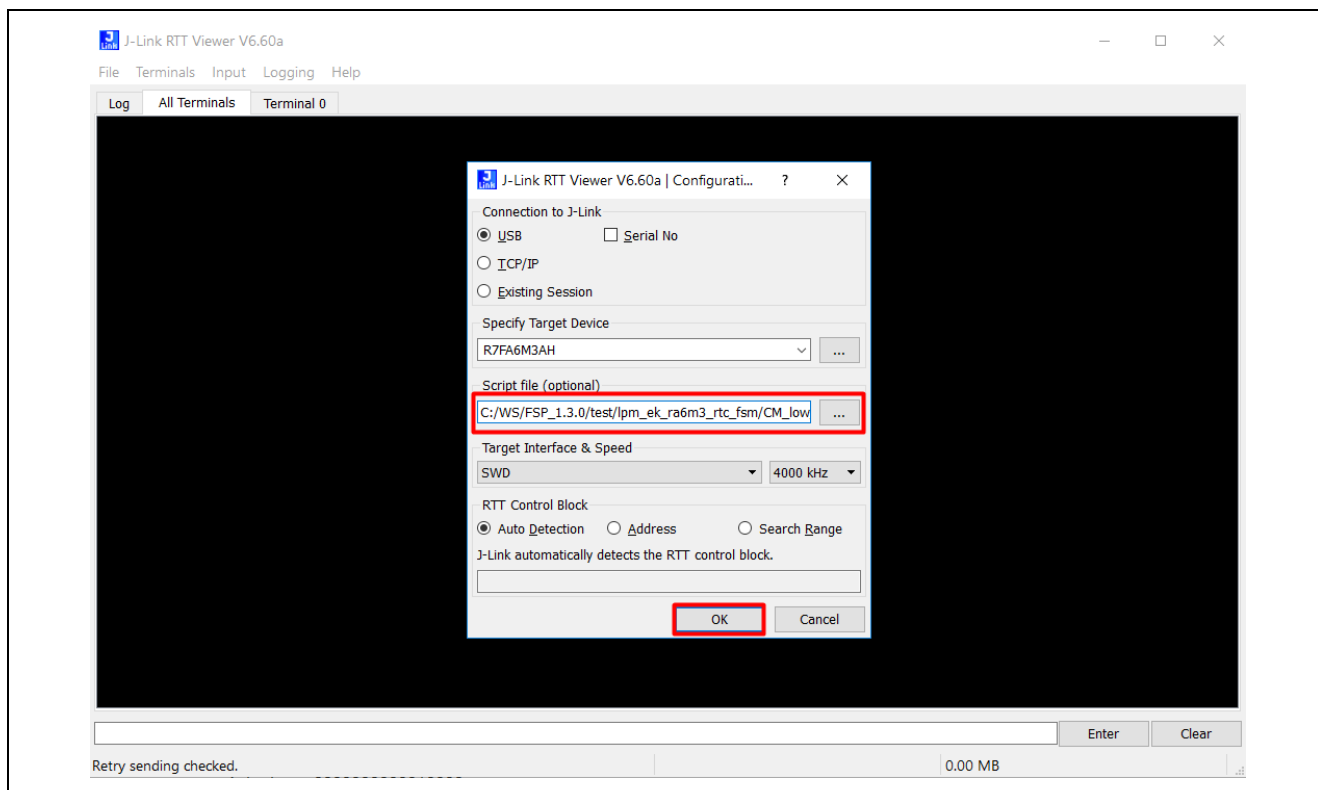 J-Link RTT Viewer V6.60a
File Terminals Input Logging Help
Log All Terminals Terminal 0
J-Link RTT Viewer V6.60a | Configurati... ?
Connection to J-Link
USB Serial No
TCP/IP
Existing Session
Specify Target Device
R7FA6M3AH
...
Script file (optional)
C:/WS/FSP_1.3.0/test/lpm_ek_ra6m3_rtc_fsm/CM_low
...
Target Interface & Speed
SWD 4000 kHz
RTT Control Block
Auto Detection Address Search Range
J-Link automatically detects the RTT control block.
OK Cancel
Enter Clear
Retry sending checked. 0.00 MB